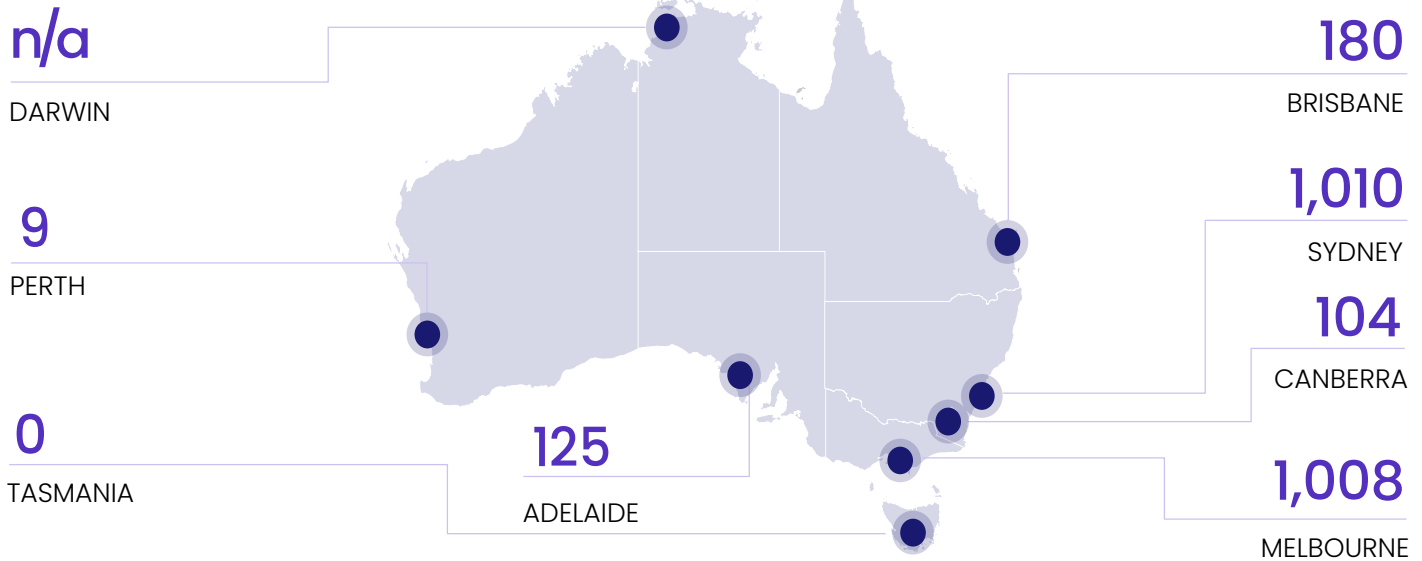 n/a
DARWIN
9
PERTH
0
TASMANIA
125
ADELAIDE
180
BRISBANE
1,010
SYDNEY
104
CANBERRA
1,008
MELBOURNE